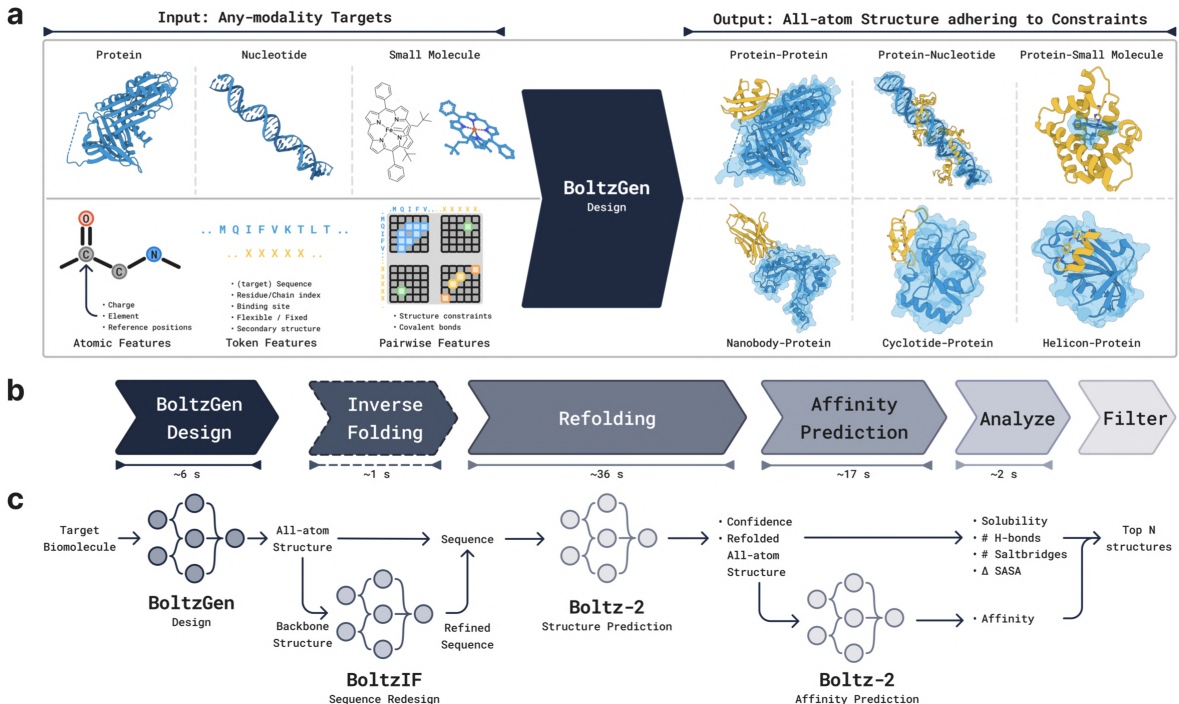 a
Input: Any-modality Targets
Output: All-atom Structure adhering to Constraints
Protein
Nucleotide
Small Molecule
Protein-Protein
Protein-Nucleotide
Protein-Small Molecule
N
N
Fe
N
N
BoltzGen
Design
O
C
C
N
• Charge
• Element
• Reference positions
Atomic Features
..MQIFVKTLT..
..XXXXX..
• (target) Sequence
• Residue/Chain index
• Binding site
• Flexible / Fixed
• Secondary structure
Token Features
.MQIFV..XXXXX.
M
Q
I
F
V
X
X
X
X
X
• Structure constraints
• Covalent bonds
Pairwise Features
Nanobody-Protein
Cyclotide-Protein
Helicon-Protein
b
BoltzGen
Design
Inverse
Folding
Refolding
Affinity
Prediction
Analyze
Filter
~6 s
~1 s
~36 s
~17 s
~2 s
c
Target
Biomolecule
BoltzGen
Design
All-atom
Structure
Backbone
Structure
BoltzIF
Sequence Redesign
Sequence
Refined
Sequence
Boltz-2
Structure Prediction
• Confidence
• Refolded
All-atom
Structure
Boltz-2
Affinity Prediction
• Solubility
• # H-bonds
• # Saltbridges
• Δ SASA
• Affinity
Top N
structures